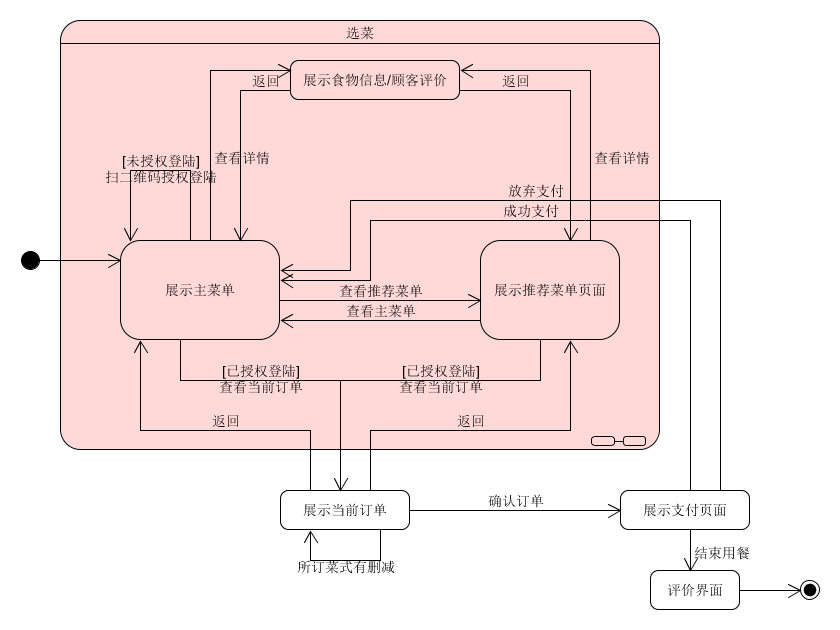 选菜
展示食物信息/顾客评价
返回
返回
[未授权登陆]
扫二维码授权登陆
查看详情
查看详情
放弃支付
成功支付
展示主菜单
展示推荐菜单页面
查看推荐菜单
查看主菜单
[已授权登陆]
查看当前订单
[已授权登陆]
查看当前订单
返回
返回
展示当前订单
确认订单
展示支付页面
所订菜式有删减
结束用餐
评价界面